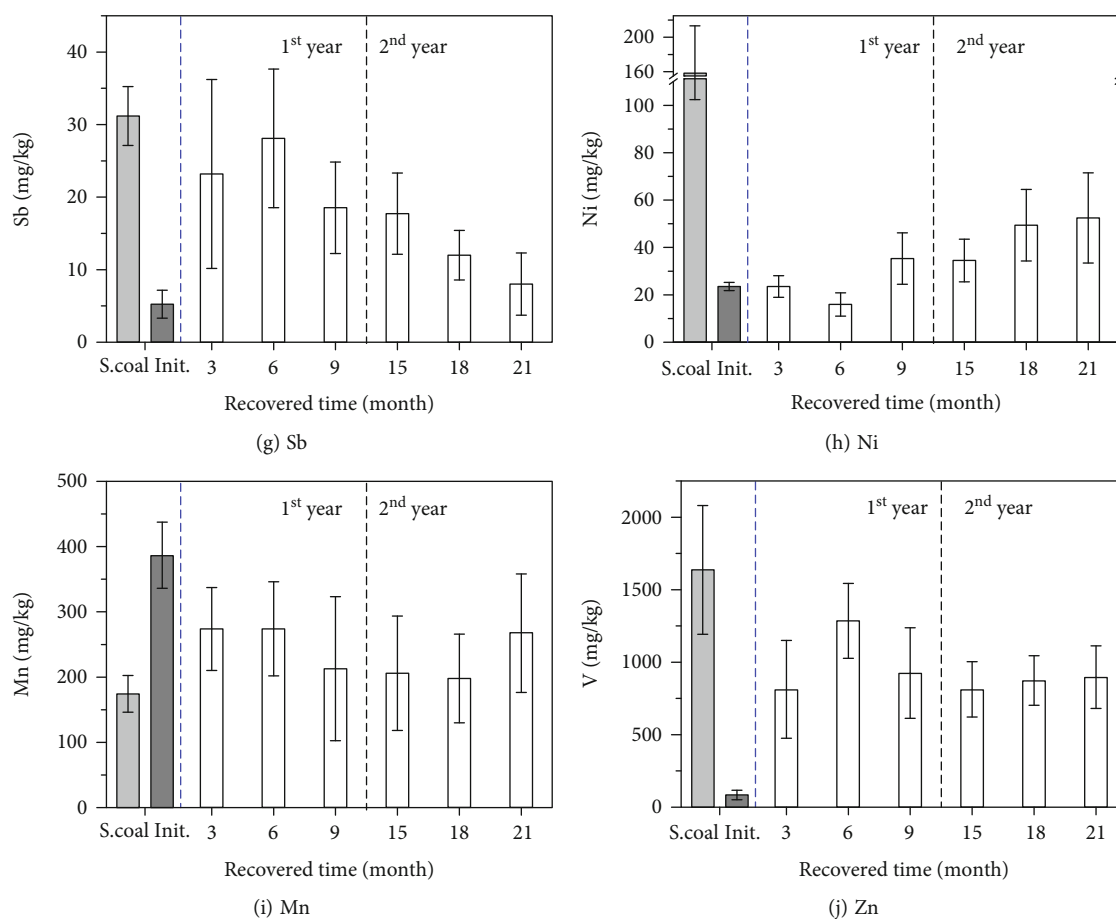 40
30
20
10
0
Sb (mg/kg)
1st year
2nd year
S.coal Init. 3 6 9 15 18 21
Recovered time (month)
(g) Sb
200
160
100
80
60
40
20
0
Ni (mg/kg)
1st year
2nd year
S.coal Init. 3 6 9 15 18 21
Recovered time (month)
(h) Ni
500
400
300
200
100
0
Mn (mg/kg)
1st year
2nd year
S.coal Init. 3 6 9 15 18 21
Recovered time (month)
(i) Mn
2000
1500
1000
500
0
V (mg/kg)
1st year
2nd year
S.coal Init. 3 6 9 15 18 21
Recovered time (month)
(j) Zn